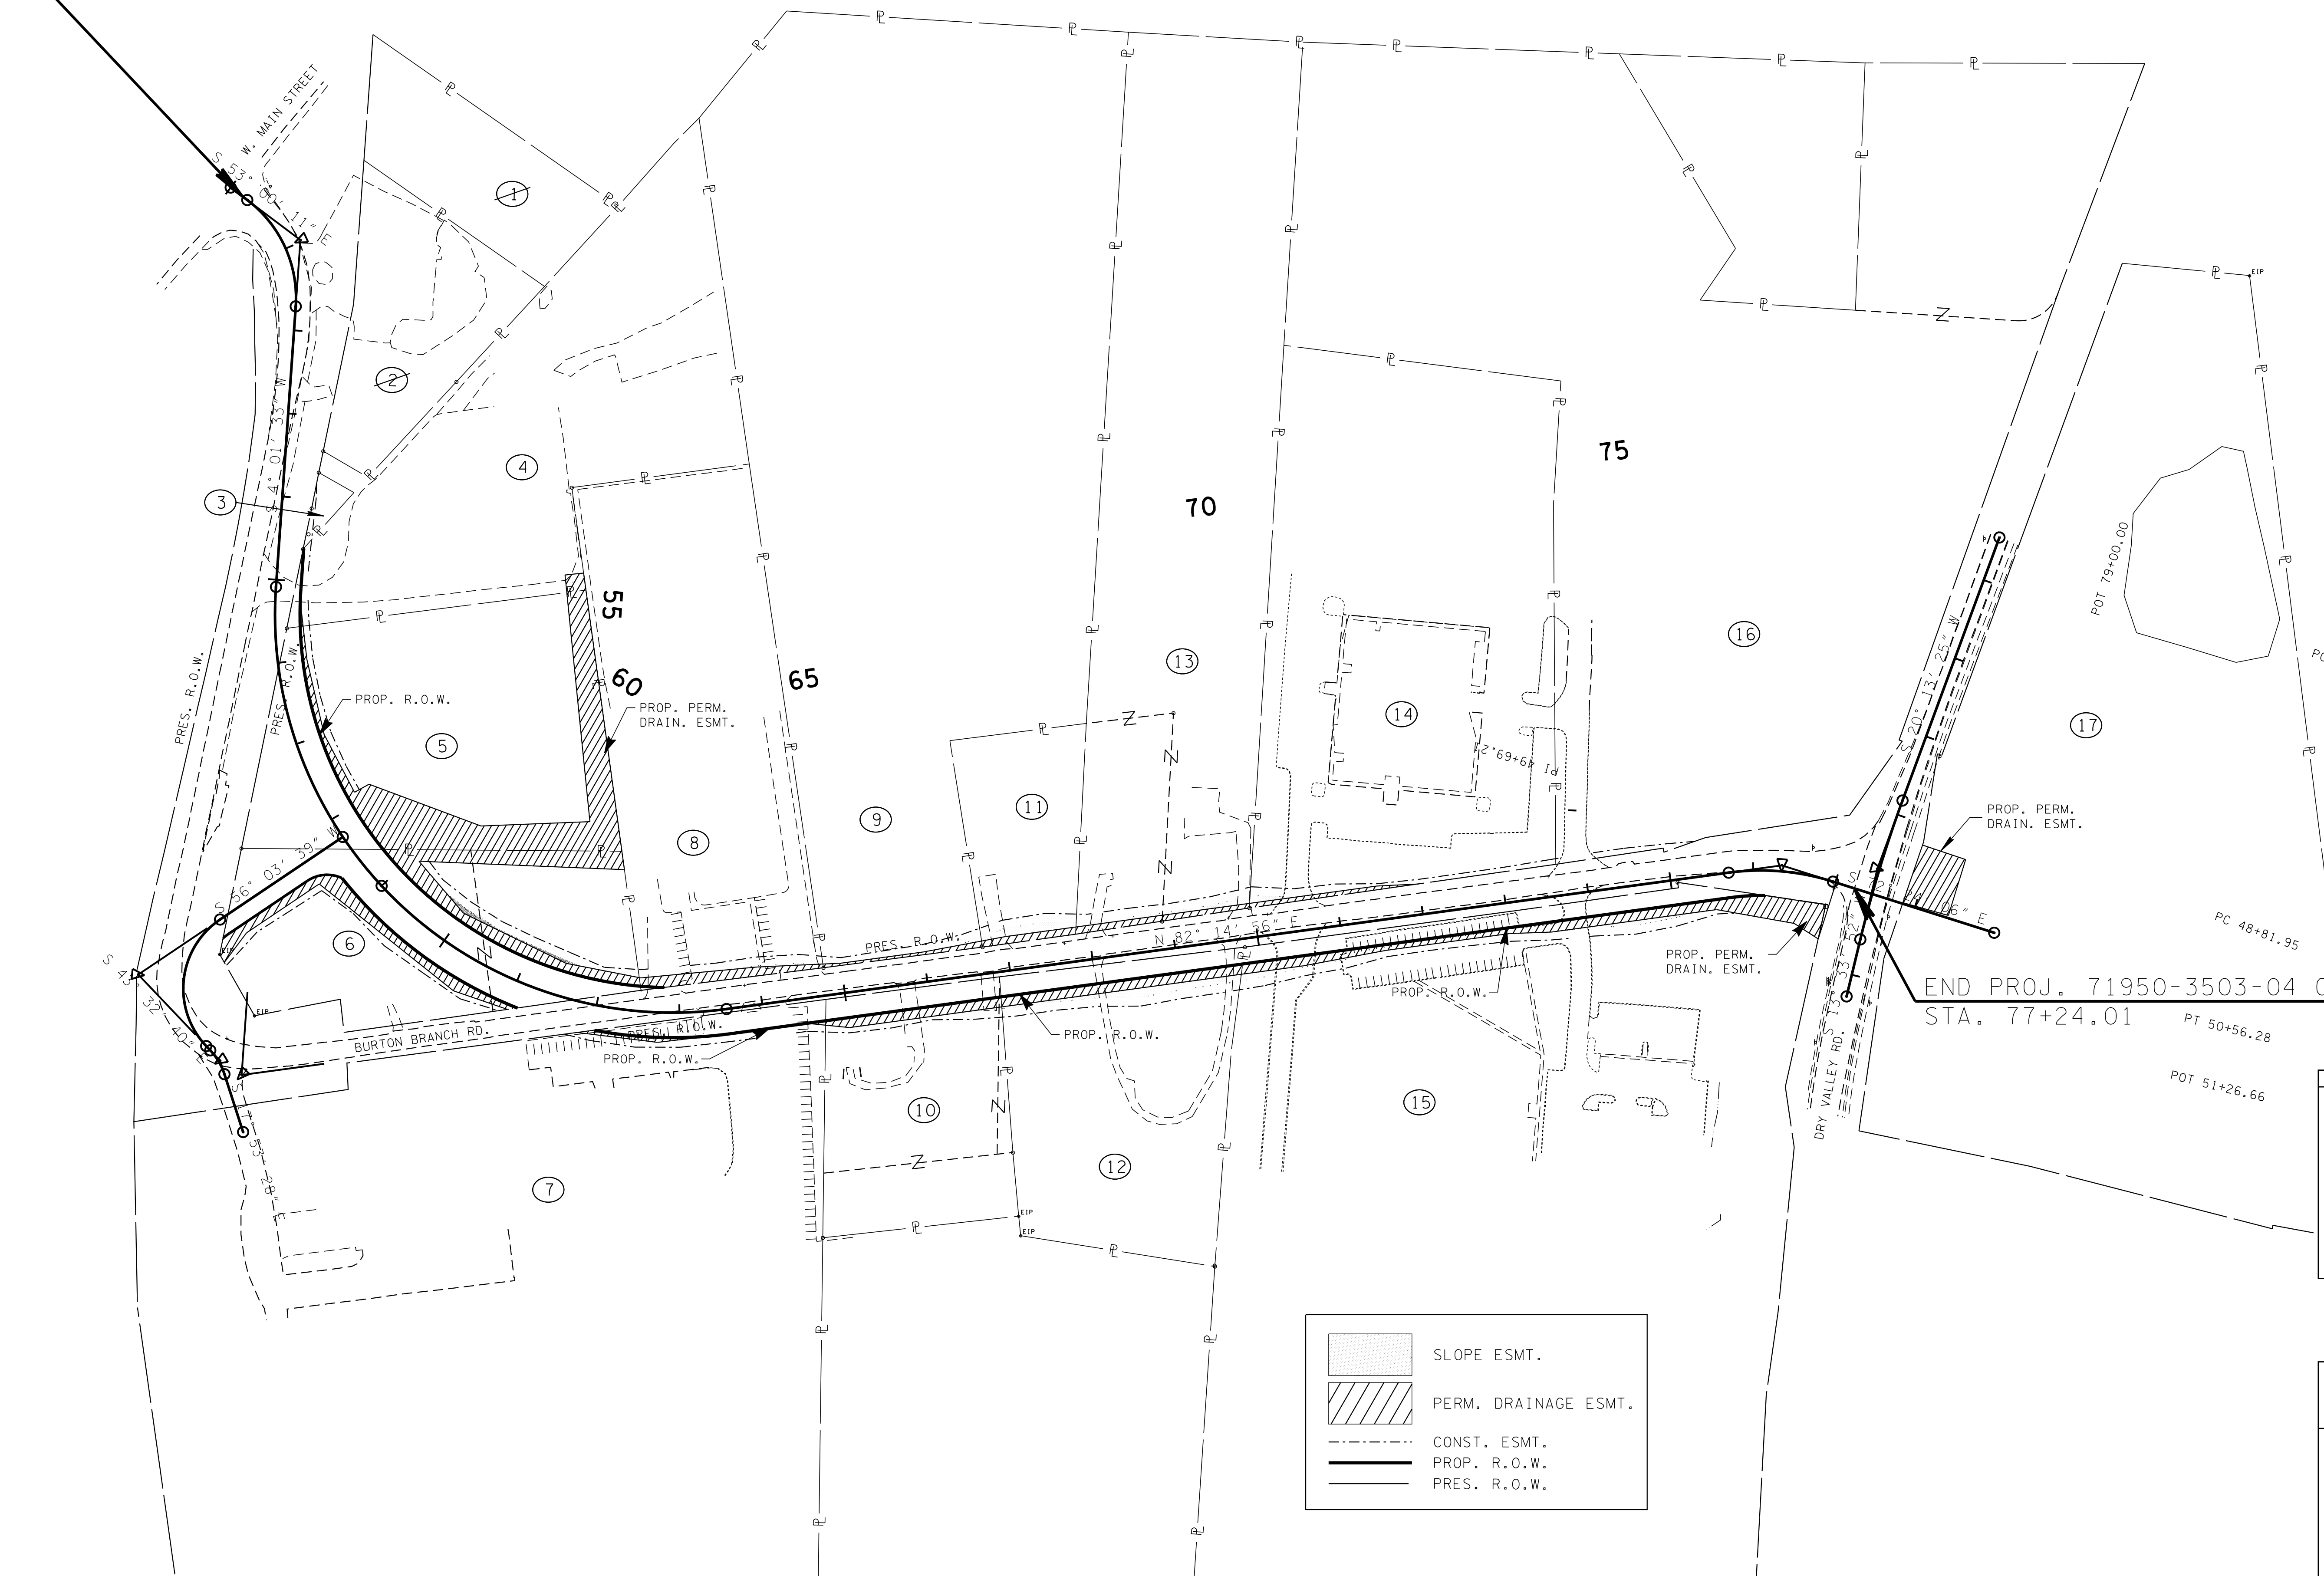 W. MAIN STREET
S 53° 00' 11" E
1
2
3
4
S 4° 01' 33" W
PRES. R.O.W.
PRES. R.O.W.
PROP. R.O.W.
5
55
60
PROP. PERM.
DRAIN. ESMT.
65
70
75
8
9
11
13
14
16
17
PI 49+69.2
POT 79+00.00
S 20° 13' 25" W
PROP. PERM.
DRAIN. ESMT.
S 56° 03' 39" W
6
S 43° 32' 40" E
EIP
EIP
EIP
PRES. R.O.W.
N 82° 14' 56" E
BURTON BRANCH RD.
PRES. R.O.W.
PROP. R.O.W.
PROP. R.O.W.
PROP. R.O.W.
PROP. PERM.
DRAIN. ESMT.
PC 48+81.95
END PROJ. 71950-3503-04
STA. 77+24.01
PT 50+56.28
POT 51+26.66
DRY VALLEY RD.
7
10
12
15
EIP
EIP
SLOPE ESMT.
PERM. DRAINAGE ESMT.
CONST. ESMT.
PROP. R.O.W.
PRES. R.O.W.